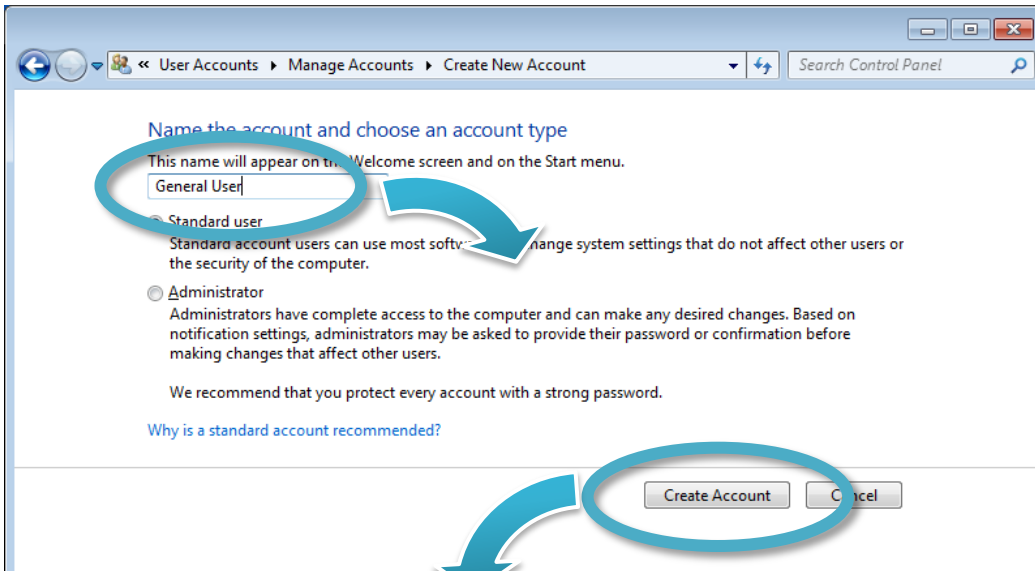 « User Accounts ▸ Manage Accounts ▸ Create New Account
Search Control Panel
Name the account and choose an account type
This name will appear on the Welcome screen and on the Start menu.
General User
Standard user
Standard account users can use most change system settings that do not affect other users or
the security of the computer.
Administrator
Administrators have complete access to the computer and can make any desired changes. Based on
notification settings, administrators may be asked to provide their password or confirmation before
making changes that affect other users.
We recommend that you protect every account with a strong password.
Why is a standard account recommended?
Create Account
Cancel